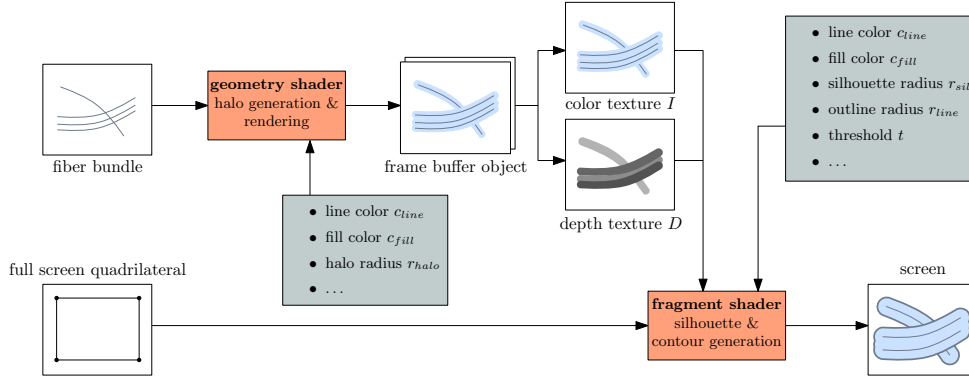 fiber bundle
geometry shader
halo generation &
rendering
• line color c_line
• fill color c_fill
• halo radius r_halo
• ...
frame buffer object
color texture I
depth texture D
• line color c_line
• fill color c_fill
• silhouette radius r_sil
• outline radius r_line
• threshold t
• ...
full screen quadrilateral
fragment shader
silhouette &
contour generation
screen